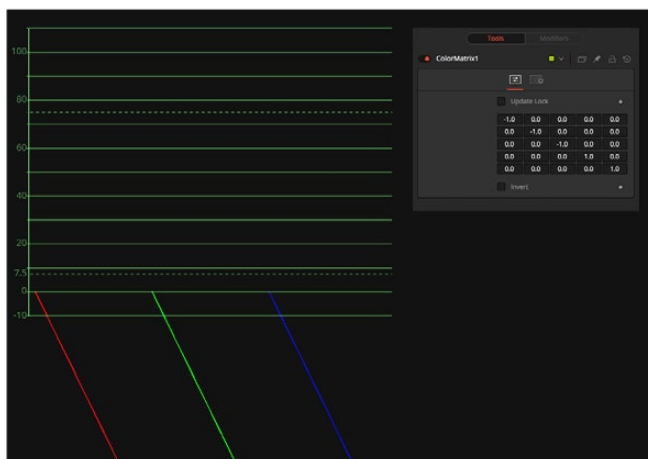 Tools Modifiers
ColorMatrix1
Update Lock
-1.0 0.0 0.0 0.0 0.0
0.0 -1.0 0.0 0.0 0.0
0.0 0.0 -1.0 0.0 0.0
0.0 0.0 0.0 1.0 0.0
0.0 0.0 0.0 0.0 1.0
Invert
100
80
60
40
20
7.5
0
-10